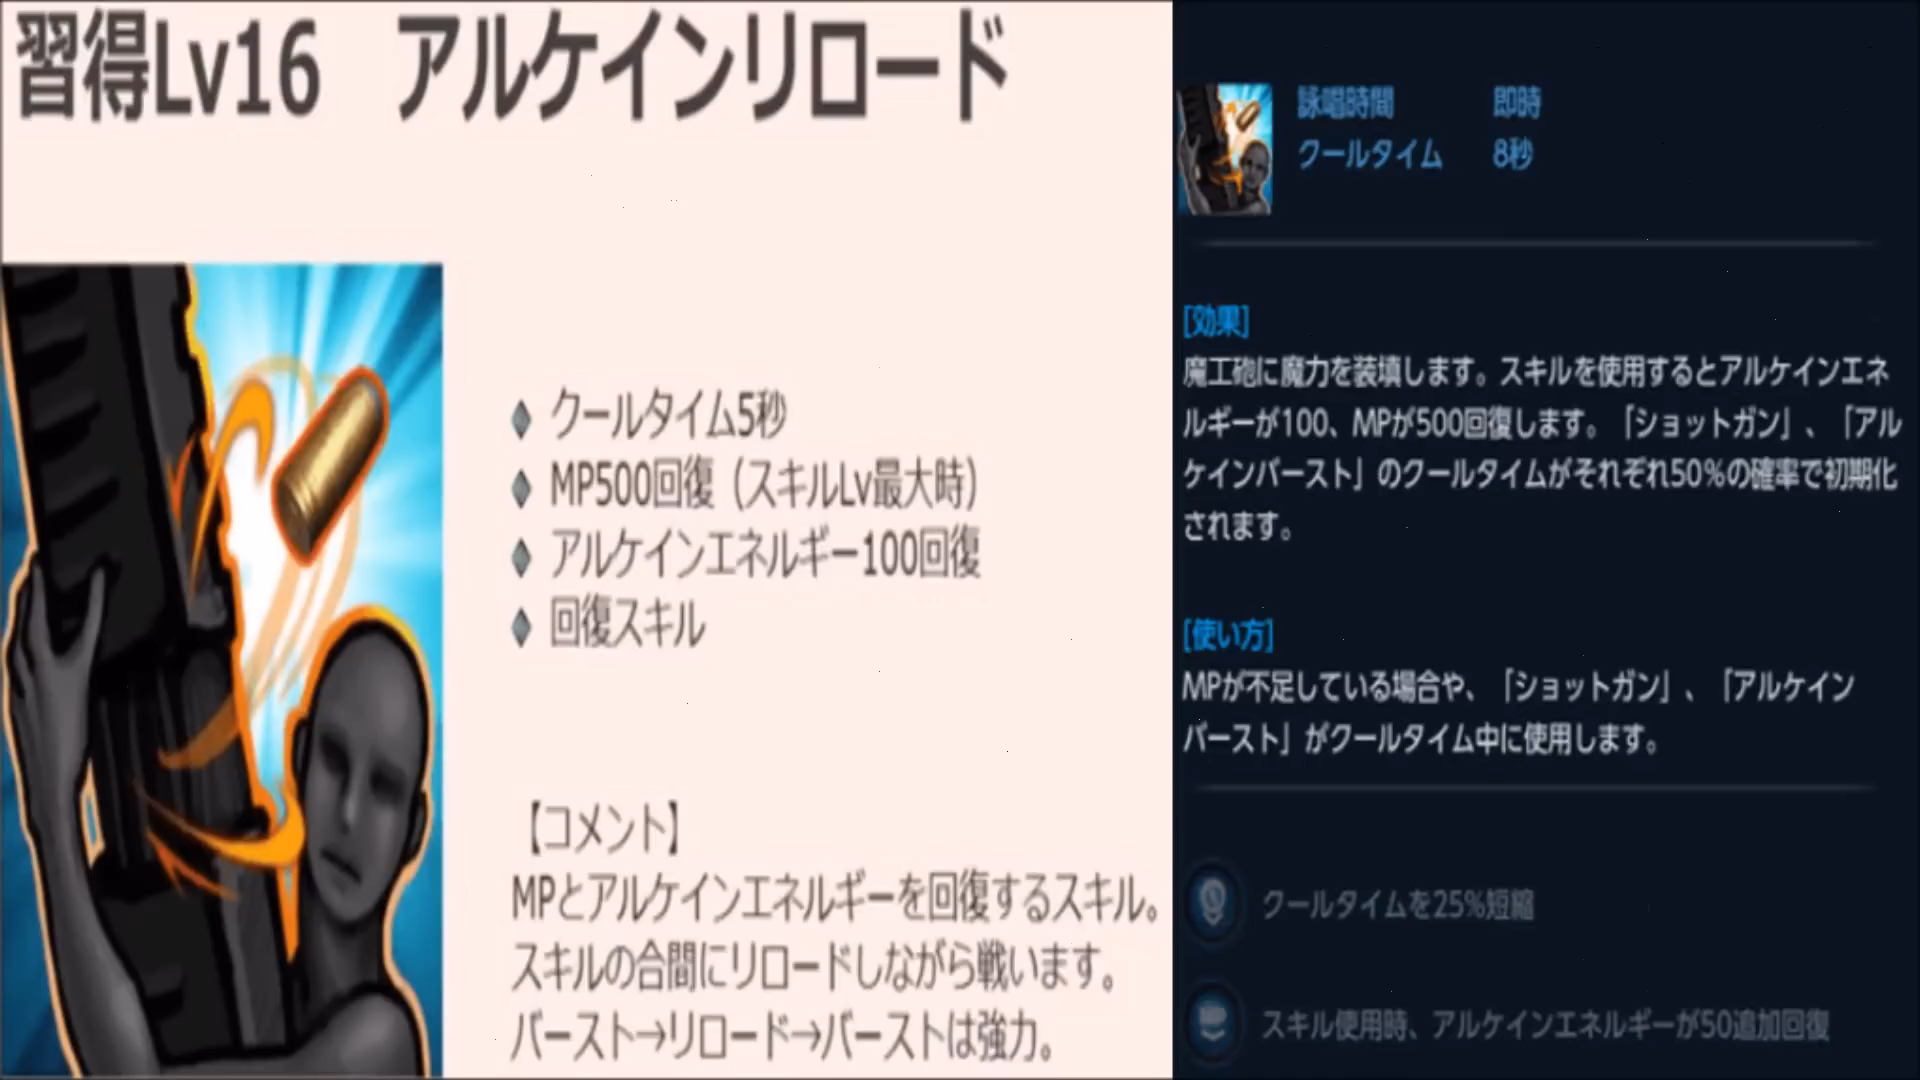 習得Lv16 アルケインリロード
クールタイム5秒
MP500回復（スキルLv最大時）
アルケインエネルギー100回復
回復スキル
【コメント】
MPとアルケインエネルギーを回復するスキル。
スキルの合間にリロードしながら戦います。
バースト→リロード→バーストは強力。
詠唱時間 即時
クールタイム 8秒
[効果]
魔工砲に魔力を装填します。スキルを使用するとアルケインエネ
ルギーが100、MPが500回復します。「ショットガン」、「アル
ケインバースト」のクールタイムがそれぞれ50%の確率で初期化
されます。
[使い方]
MPが不足している場合や、「ショットガン」、「アルケイン
バースト」がクールタイム中に使用します。
クールタイムを25%短縮
スキル使用時、アルケインエネルギーが50追加回復